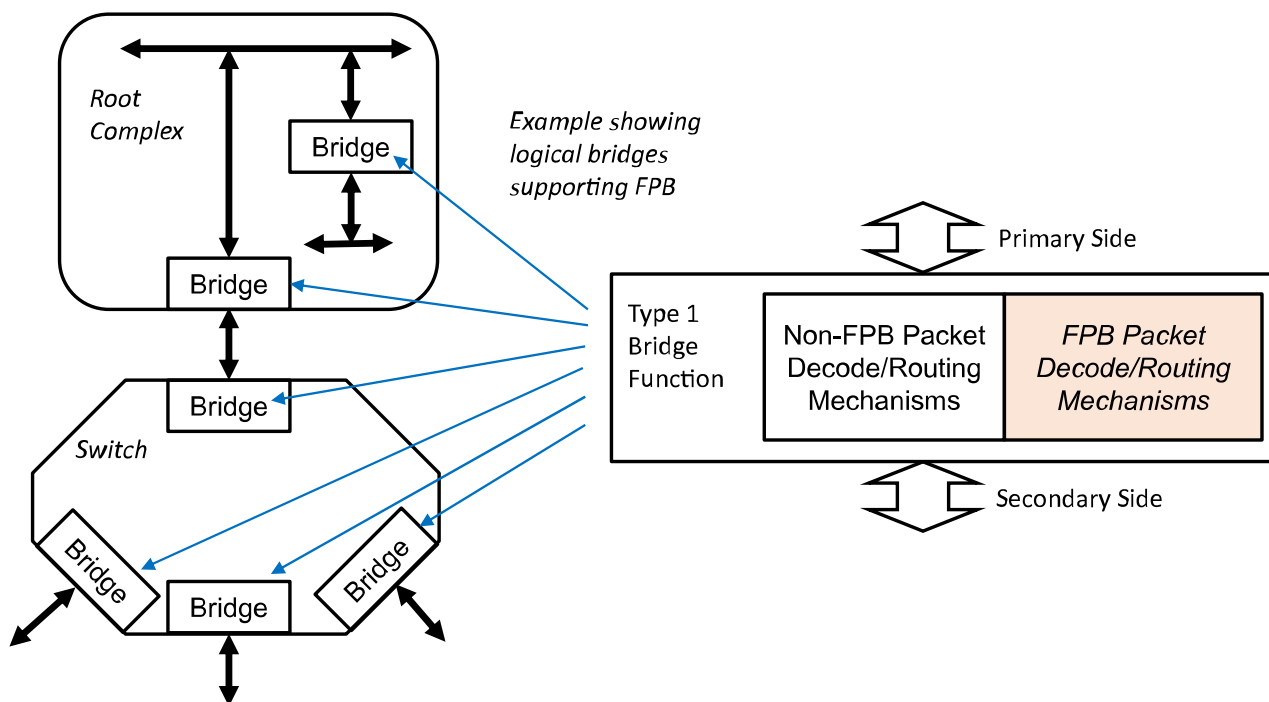 Root
Complex
Bridge
Bridge
Example showing
logical bridges
supporting FPB
Bridge
Switch
Bridge
Bridge
Bridge
Primary Side
Type 1
Bridge
Function
Non-FPB Packet
Decode/Routing
Mechanisms
FPB Packet
Decode/Routing
Mechanisms
Secondary Side